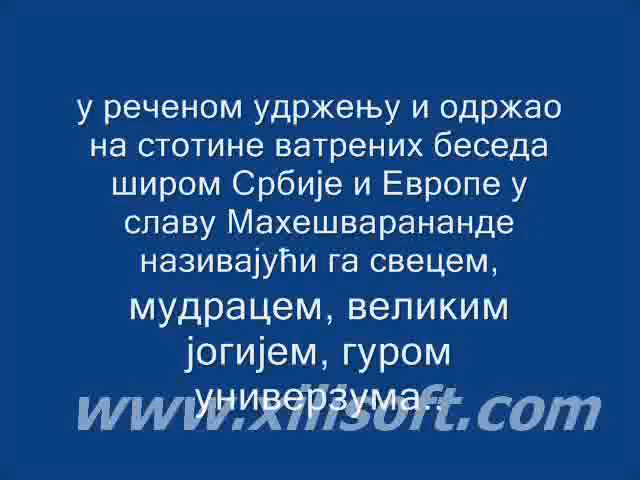 у реченом удржењу и одржао
на стотине ватрених беседа
широм Србије и Европе у
славу Махешварананде
називајући га свецем,
мудрацем, великим
јогијем, гуром
универзума..
www.xilisoft.com